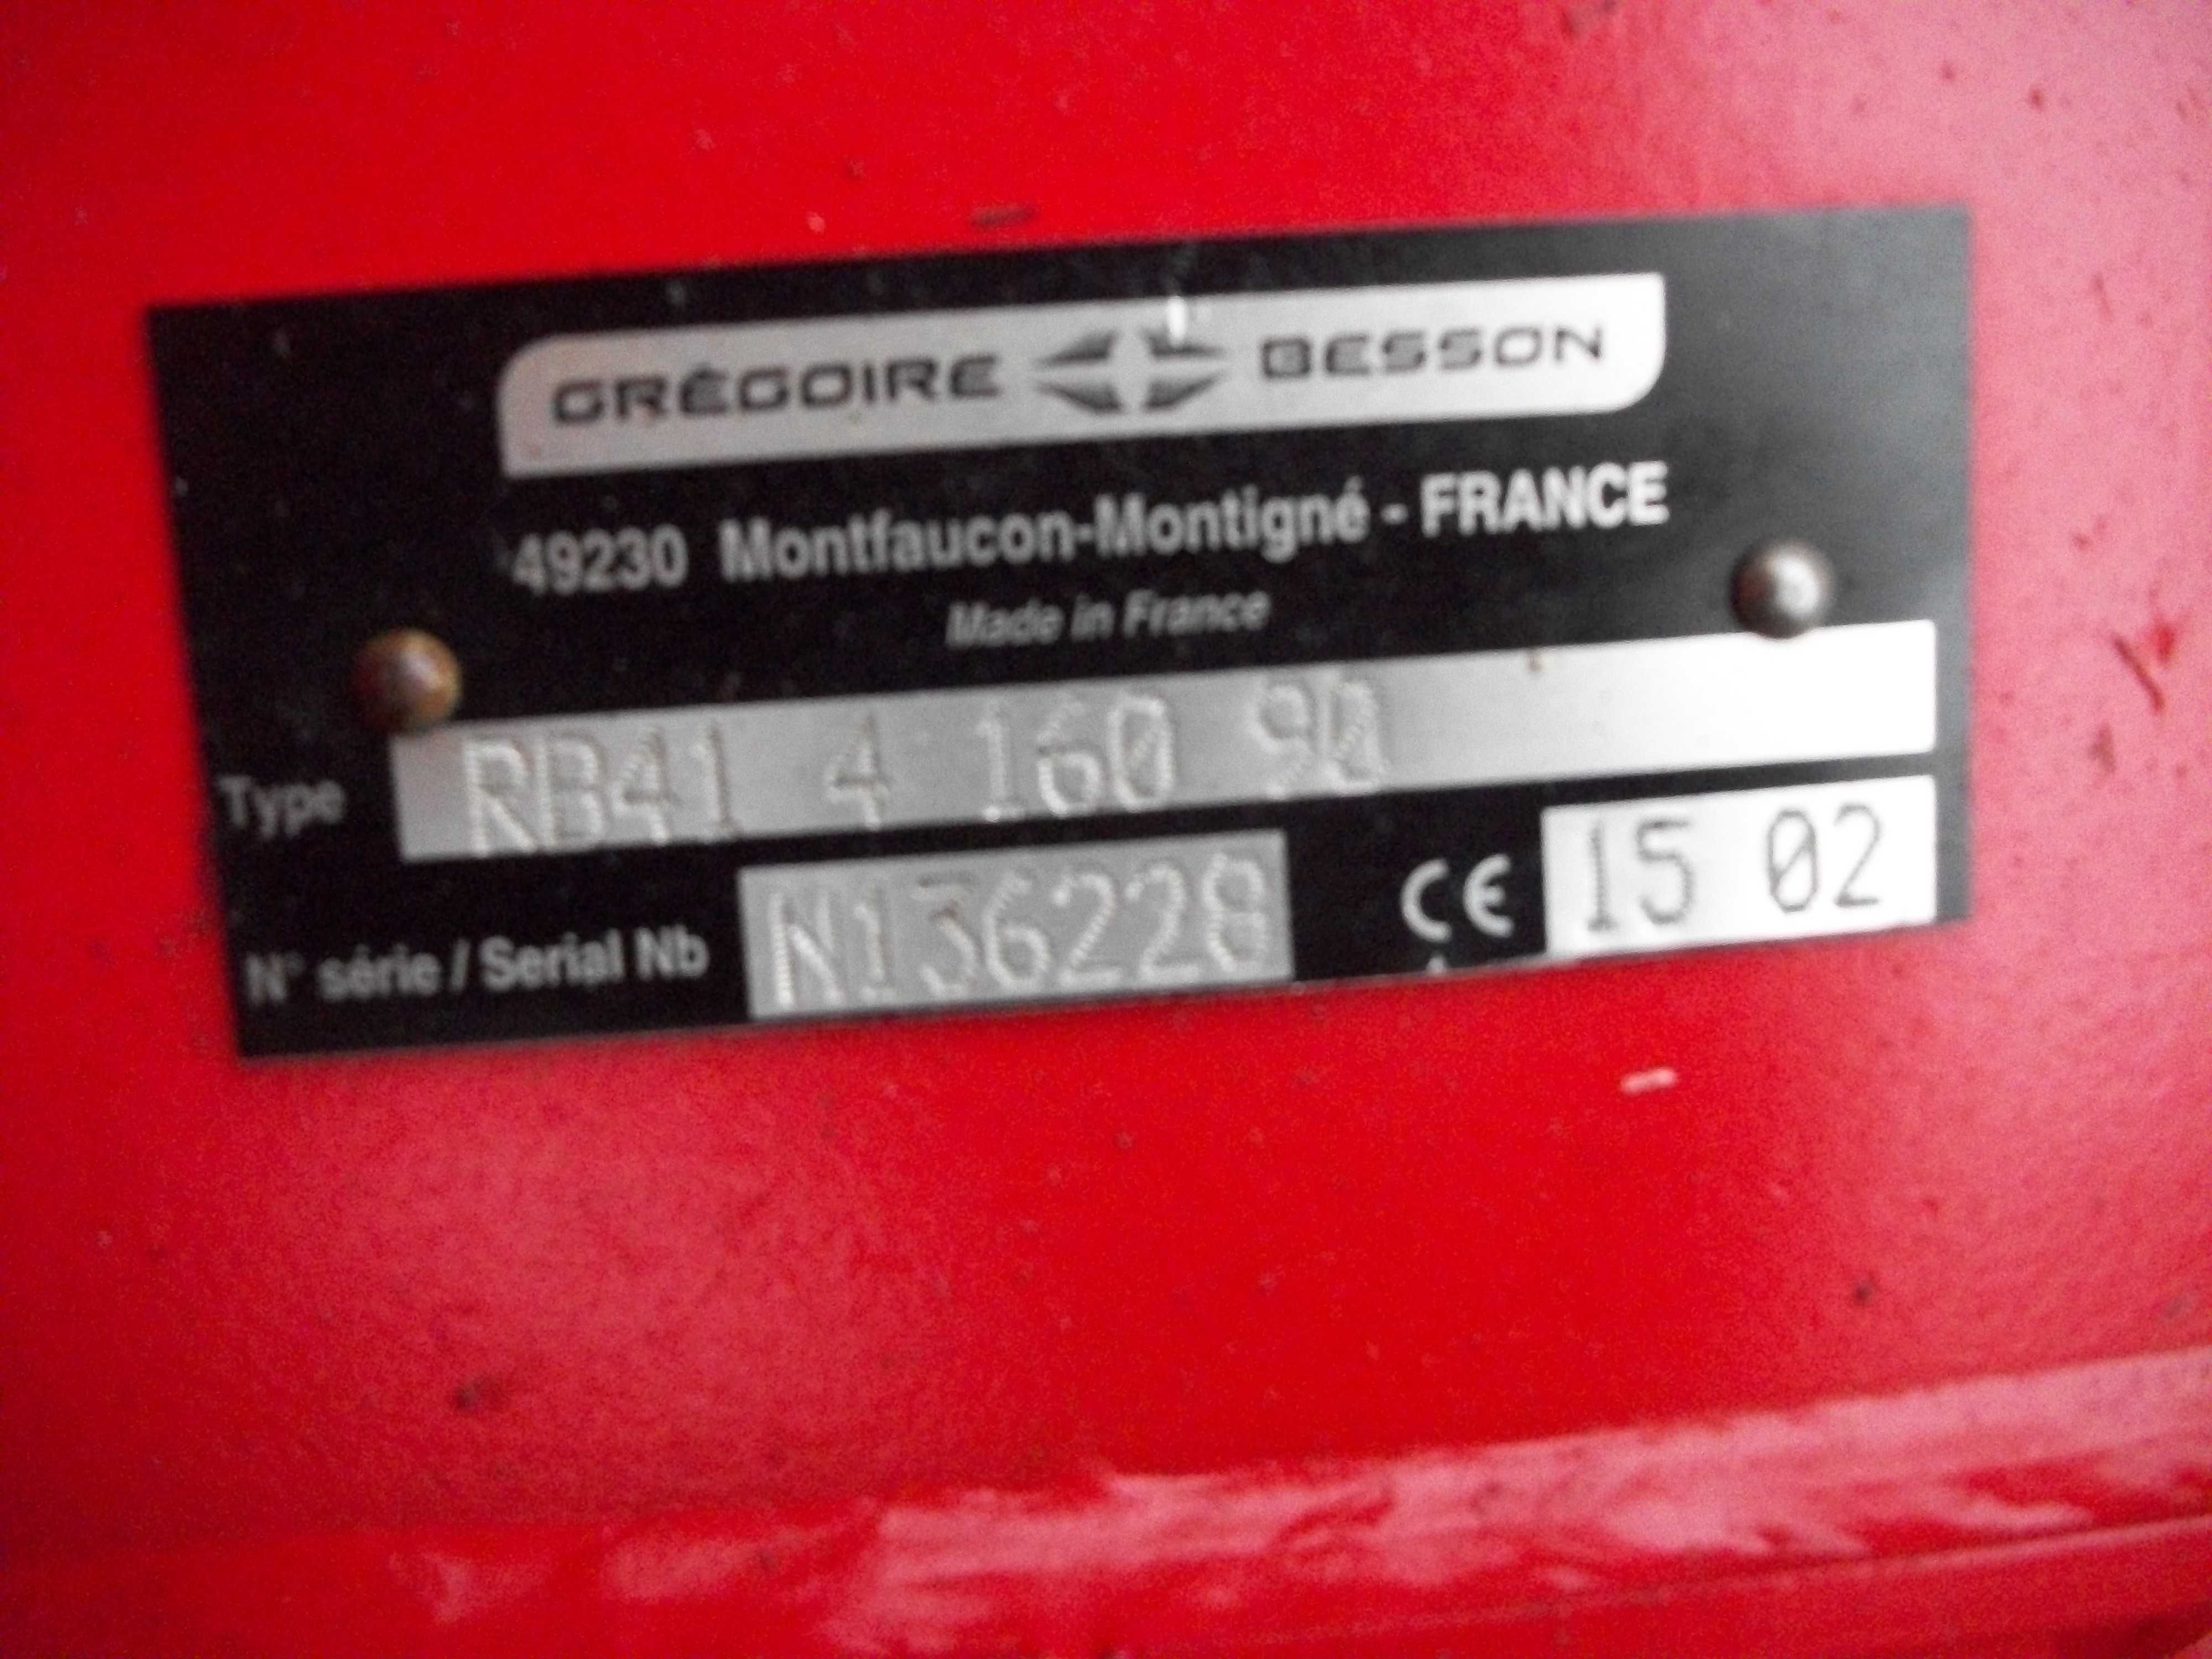 GRÉGOIRE BESSON
49230 Montfaucon-Montigné - FRANCE
Made in France
Type RB41 4 160 90
N° série / Serial Nb N136228 CE 15 02